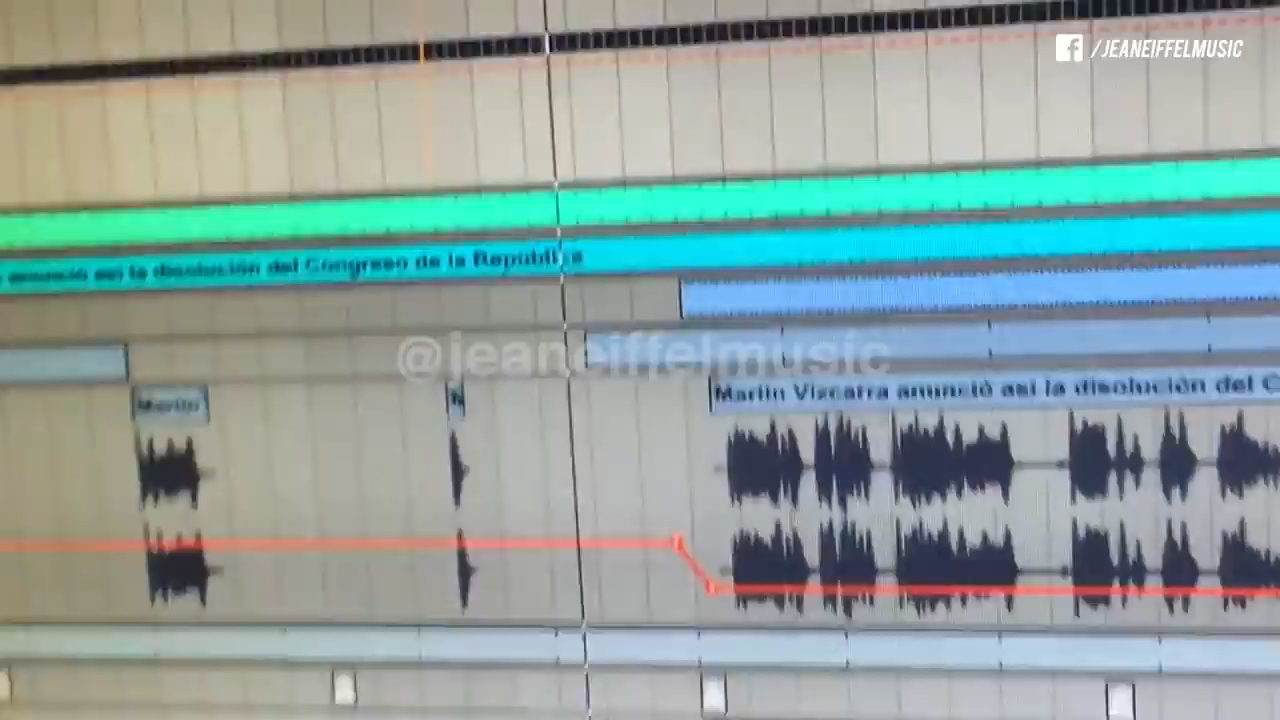 /JEANEIFFELMUSIC
anunció así la disolución del Congreso de la República
@jeaneiffelmusic
Martín
Martín Vizcarra anunció así la disolución del C